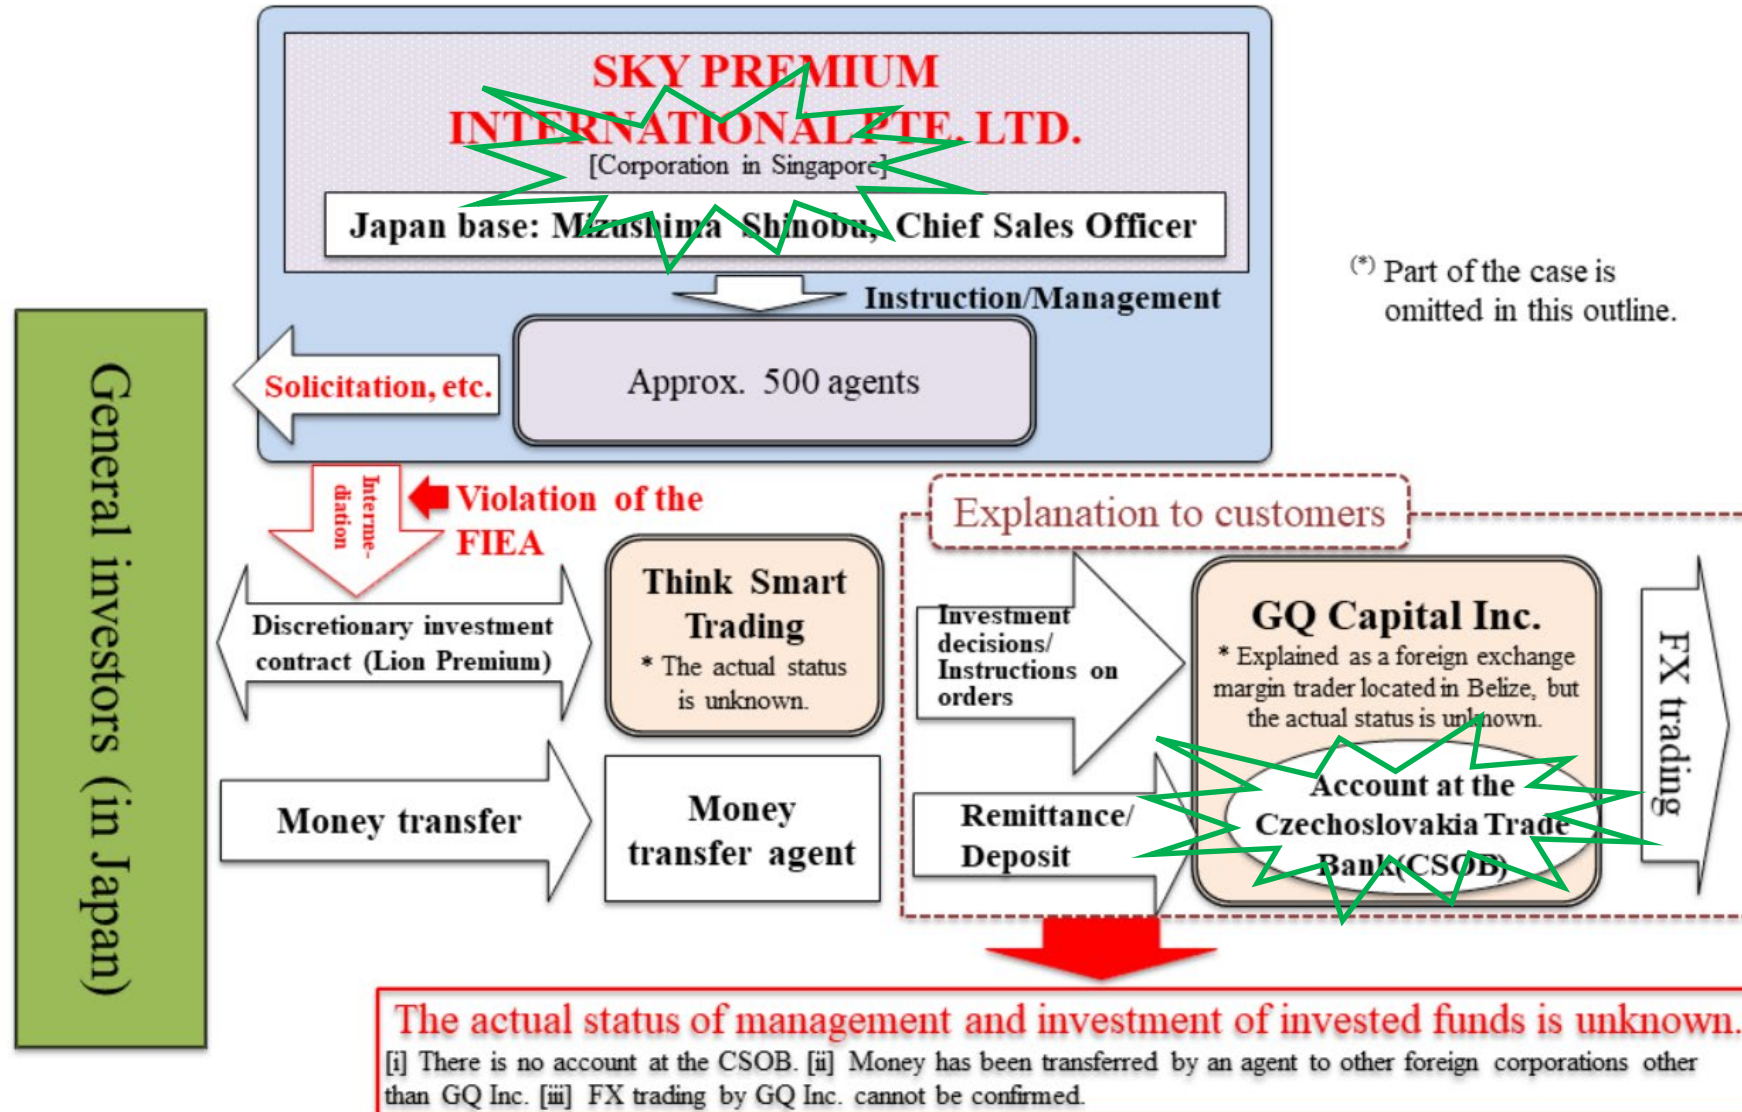 SKY PREMIUM
INTERNATIONAL PTE. LTD.
[Corporation in Singapore]
Japan base: Mizushima Shinobu, Chief Sales Officer
(*) Part of the case is
omitted in this outline.
Instruction/Management
Approx. 500 agents
Solicitation, etc.
General investors (in Japan)
Interme-
diation
Violation of the
FIEA
Explanation to customers
Discretionary investment
contract (Lion Premium)
Think Smart
Trading
* The actual status
is unknown.
Investment
decisions/
Instructions on
orders
GQ Capital Inc.
* Explained as a foreign exchange
margin trader located in Belize, but
the actual status is unknown.
FX trading
Money transfer
Money
transfer agent
Remittance/
Deposit
Account at the
Czechoslovakia Trade
Bank(CSOB)
The actual status of management and investment of invested funds is unknown.
[i] There is no account at the CSOB. [ii] Money has been transferred by an agent to other foreign corporations other
than GQ Inc. [iii] FX trading by GQ Inc. cannot be confirmed.